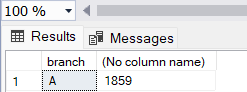 100 %
Results Messages
branch (No column name)
1 A 1859